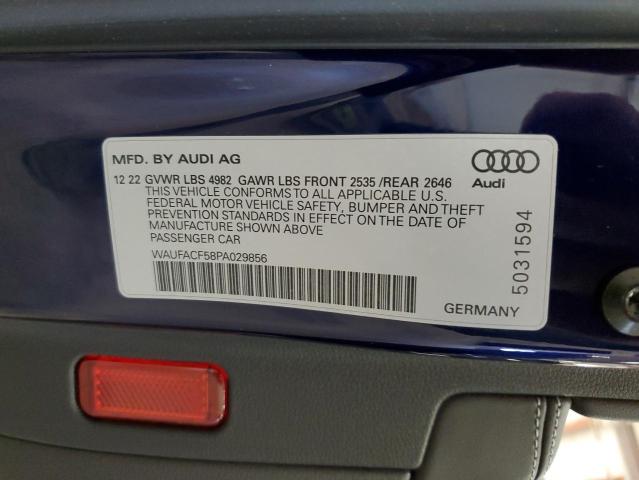 MFD. BY AUDI AG
12 22 GVWR LBS 4982 GAWR LBS FRONT 2535 /REAR 2646
THIS VEHICLE CONFORMS TO ALL APPLICABLE U.S.
FEDERAL MOTOR VEHICLE SAFETY, BUMPER AND THEFT
PREVENTION STANDARDS IN EFFECT ON THE DATE OF
MANUFACTURE SHOWN ABOVE
PASSENGER CAR
WAUFACF58PA029856
Audi
5031594
GERMANY